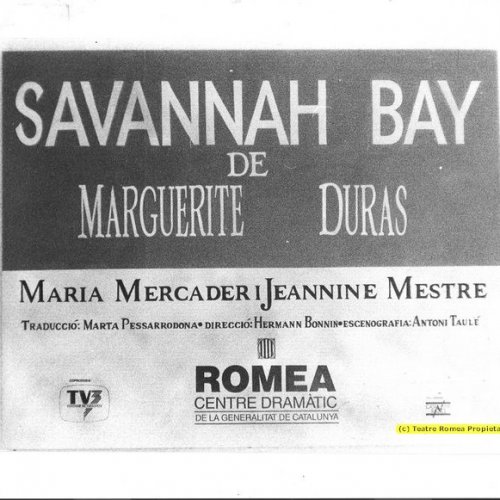 SAVANNAH BAY
DE
MARGUERITE DURAS
MARIA MERCADER I JEANNINE MESTRE
TRADUCCIÓ: MARTA PESSARRODONA • DIRECCIÓ: HERMANN BONNIN • ESCENOGRAFIA: ANTONI TAULÉ
ROMEA
CENTRE DRAMÀTIC
DE LA GENERALITAT DE CATALUNYA
TV3
(c) Teatre Romea Propieta